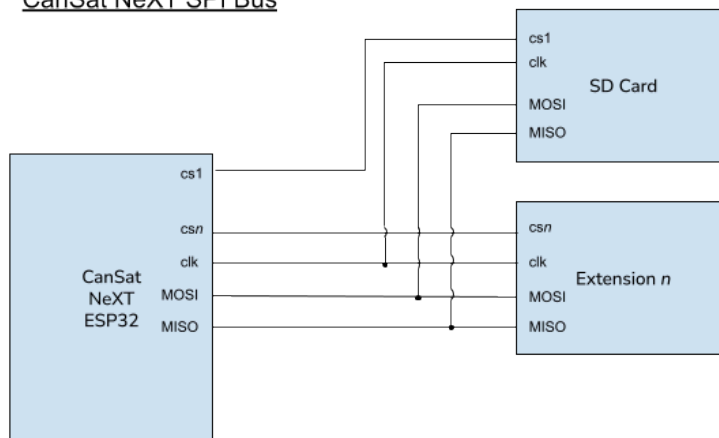 CanSat NeXT SPI Bus
cs1
clk
SD Card
MOSI
MISO
cs1
csn
clk
CanSat
NeXT
ESP32
MOSI
MISO
csn
clk
Extension n
MOSI
MISO